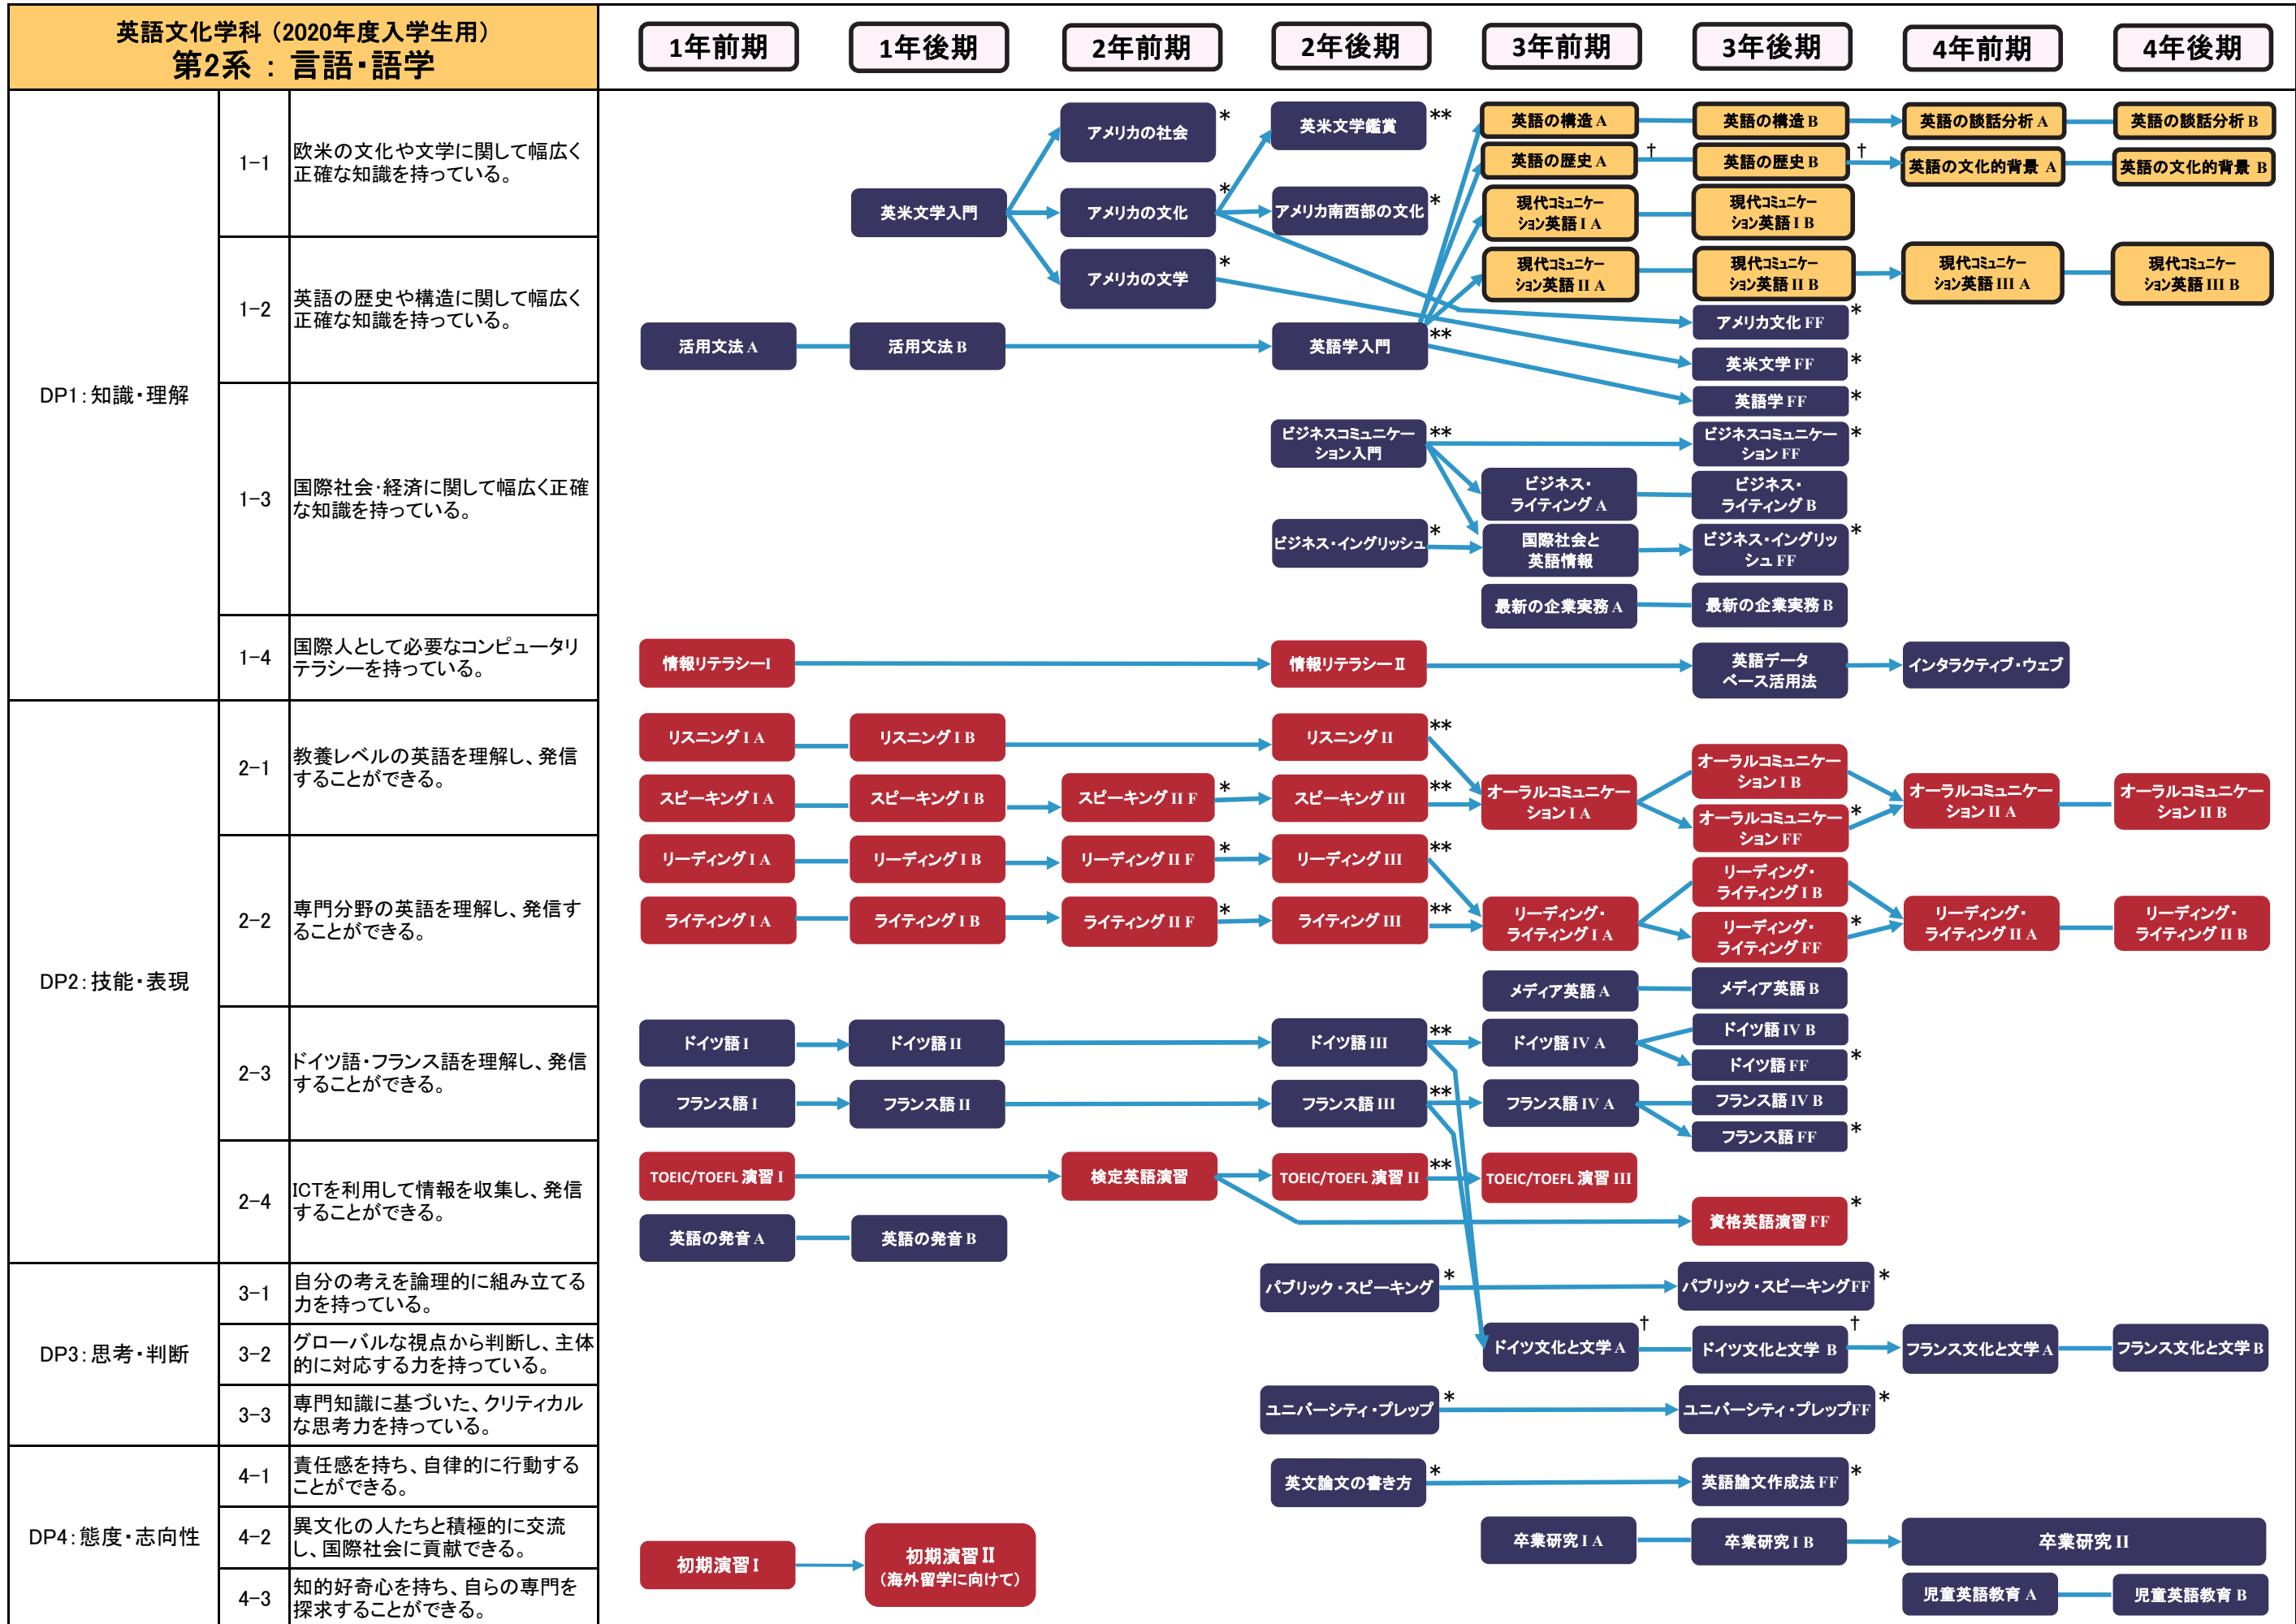 英語文化学科（2020年度入学生用）
第2系 ： 言語・語学
1年前期
1年後期
2年前期
2年後期
3年前期
3年後期
4年前期
4年後期
DP1：知識・理解
1-1
欧米の文化や文学に関して幅広く
正確な知識を持っている。
1-2
英語の歴史や構造に関して幅広く
正確な知識を持っている。
1-3
国際社会・経済に関して幅広く正確
な知識を持っている。
1-4
国際人として必要なコンピュータリ
テラシーを持っている。
DP2：技能・表現
2-1
教養レベルの英語を理解し、発信
することができる。
2-2
専門分野の英語を理解し、発信す
ることができる。
2-3
ドイツ語・フランス語を理解し、発信
することができる。
2-4
ICTを利用して情報を収集し、発信
することができる。
DP3：思考・判断
3-1
自分の考えを論理的に組み立てる
力を持っている。
3-2
グローバルな視点から判断し、主体
的に対応する力を持っている。
3-3
専門知識に基づいた、クリティカル
な思考力を持っている。
DP4：態度・志向性
4-1
責任感を持ち、自律的に行動する
ことができる。
4-2
異文化の人たちと積極的に交流
し、国際社会に貢献できる。
4-3
知的好奇心を持ち、自らの専門を
探求することができる。
アメリカの社会 *
英米文学鑑賞 **
英語の構造 A
英語の構造 B
英語の談話分析 A
英語の談話分析 B
英語の歴史 A †
英語の歴史 B †
英語の文化的背景 A
英語の文化的背景 B
英米文学入門
アメリカの文化 *
アメリカ南西部の文化 *
現代コミュニケー
ション英語 I A
現代コミュニケー
ション英語 I B
アメリカの文学 *
現代コミュニケー
ション英語 II A
現代コミュニケー
ション英語 II B
現代コミュニケー
ション英語 III A
現代コミュニケー
ション英語 III B
活用文法 A
活用文法 B
英語学入門 **
アメリカ文化 FF *
英米文学 FF *
英語学 FF *
ビジネスコミュニケー
ション入門 **
ビジネスコミュニケー
ション FF *
ビジネス・
ライティング A
ビジネス・
ライティング B
ビジネス・イングリッシュ *
国際社会と
英語情報
ビジネス・イングリッ
シュ FF *
最新の企業実務 A
最新の企業実務 B
情報リテラシーI
情報リテラシーⅡ
英語データ
ベース活用法
インタラクティブ・ウェブ
リスニング I A
リスニング I B
リスニング II **
スピーキング I A
スピーキング I B
スピーキング II F *
スピーキング III **
オーラルコミュニケー
ション I A
オーラルコミュニケー
ション I B
オーラルコミュニケー
ション FF *
オーラルコミュニケー
ション II A
オーラルコミュニケー
ション II B
リーディング I A
リーディング I B
リーディング II F *
リーディング III **
ライティング I A
ライティング I B
ライティング II F *
ライティング III **
リーディング・
ライティング I A
リーディング・
ライティング I B
リーディング・
ライティング FF *
リーディング・
ライティング II A
リーディング・
ライティング II B
メディア英語 A
メディア英語 B
ドイツ語 I
ドイツ語 II
ドイツ語 III **
ドイツ語 IV A
ドイツ語 IV B
ドイツ語 FF *
フランス語 I
フランス語 II
フランス語 III **
フランス語 IV A
フランス語 IV B
フランス語 FF *
TOEIC/TOEFL 演習 I
検定英語演習
TOEIC/TOEFL 演習 II **
TOEIC/TOEFL 演習 III
資格英語演習 FF *
英語の発音 A
英語の発音 B
パブリック・スピーキング *
パブリック・スピーキングFF *
ドイツ文化と文学 A †
ドイツ文化と文学 B †
フランス文化と文学 A
フランス文化と文学 B
ユニバーシティ・プレップ *
ユニバーシティ・プレップFF *
英文論文の書き方 *
英語論文作成法 FF *
卒業研究 I A
卒業研究 I B
卒業研究 II
初期演習 I
初期演習Ⅱ
（海外留学に向けて）
児童英語教育 A
児童英語教育 B